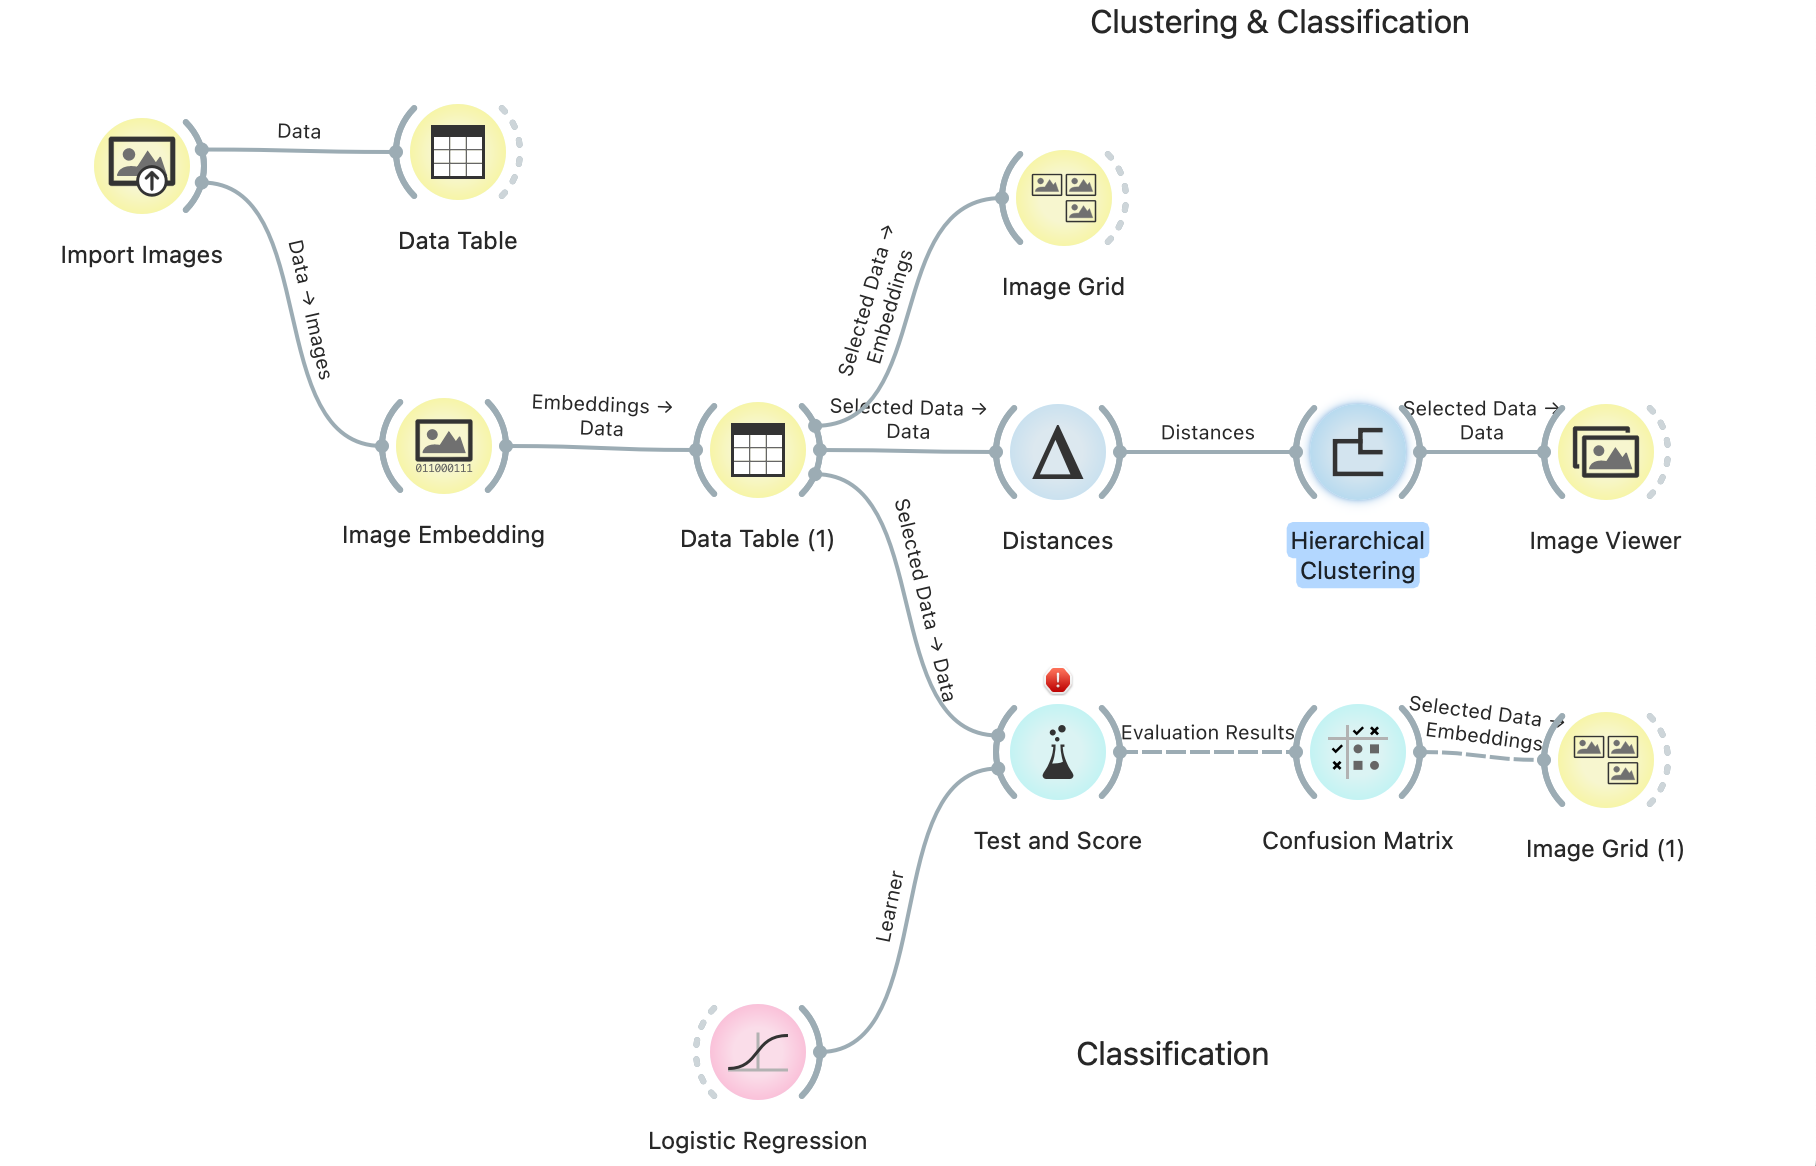 Clustering & Classification
Data
Import Images
Data Table
Data → Images
Selected Data →
Embeddings
Image Grid
011000111
Image Embedding
Embeddings →
Data
Data Table (1)
Selected Data →
Data
Distances
Distances
Hierarchical
Clustering
Selected Data →
Data
Image Viewer
Selected Data → Data
!
Test and Score
Evaluation Results
Confusion Matrix
Selected Data →
Embeddings
Image Grid (1)
Learner
Logistic Regression
Classification